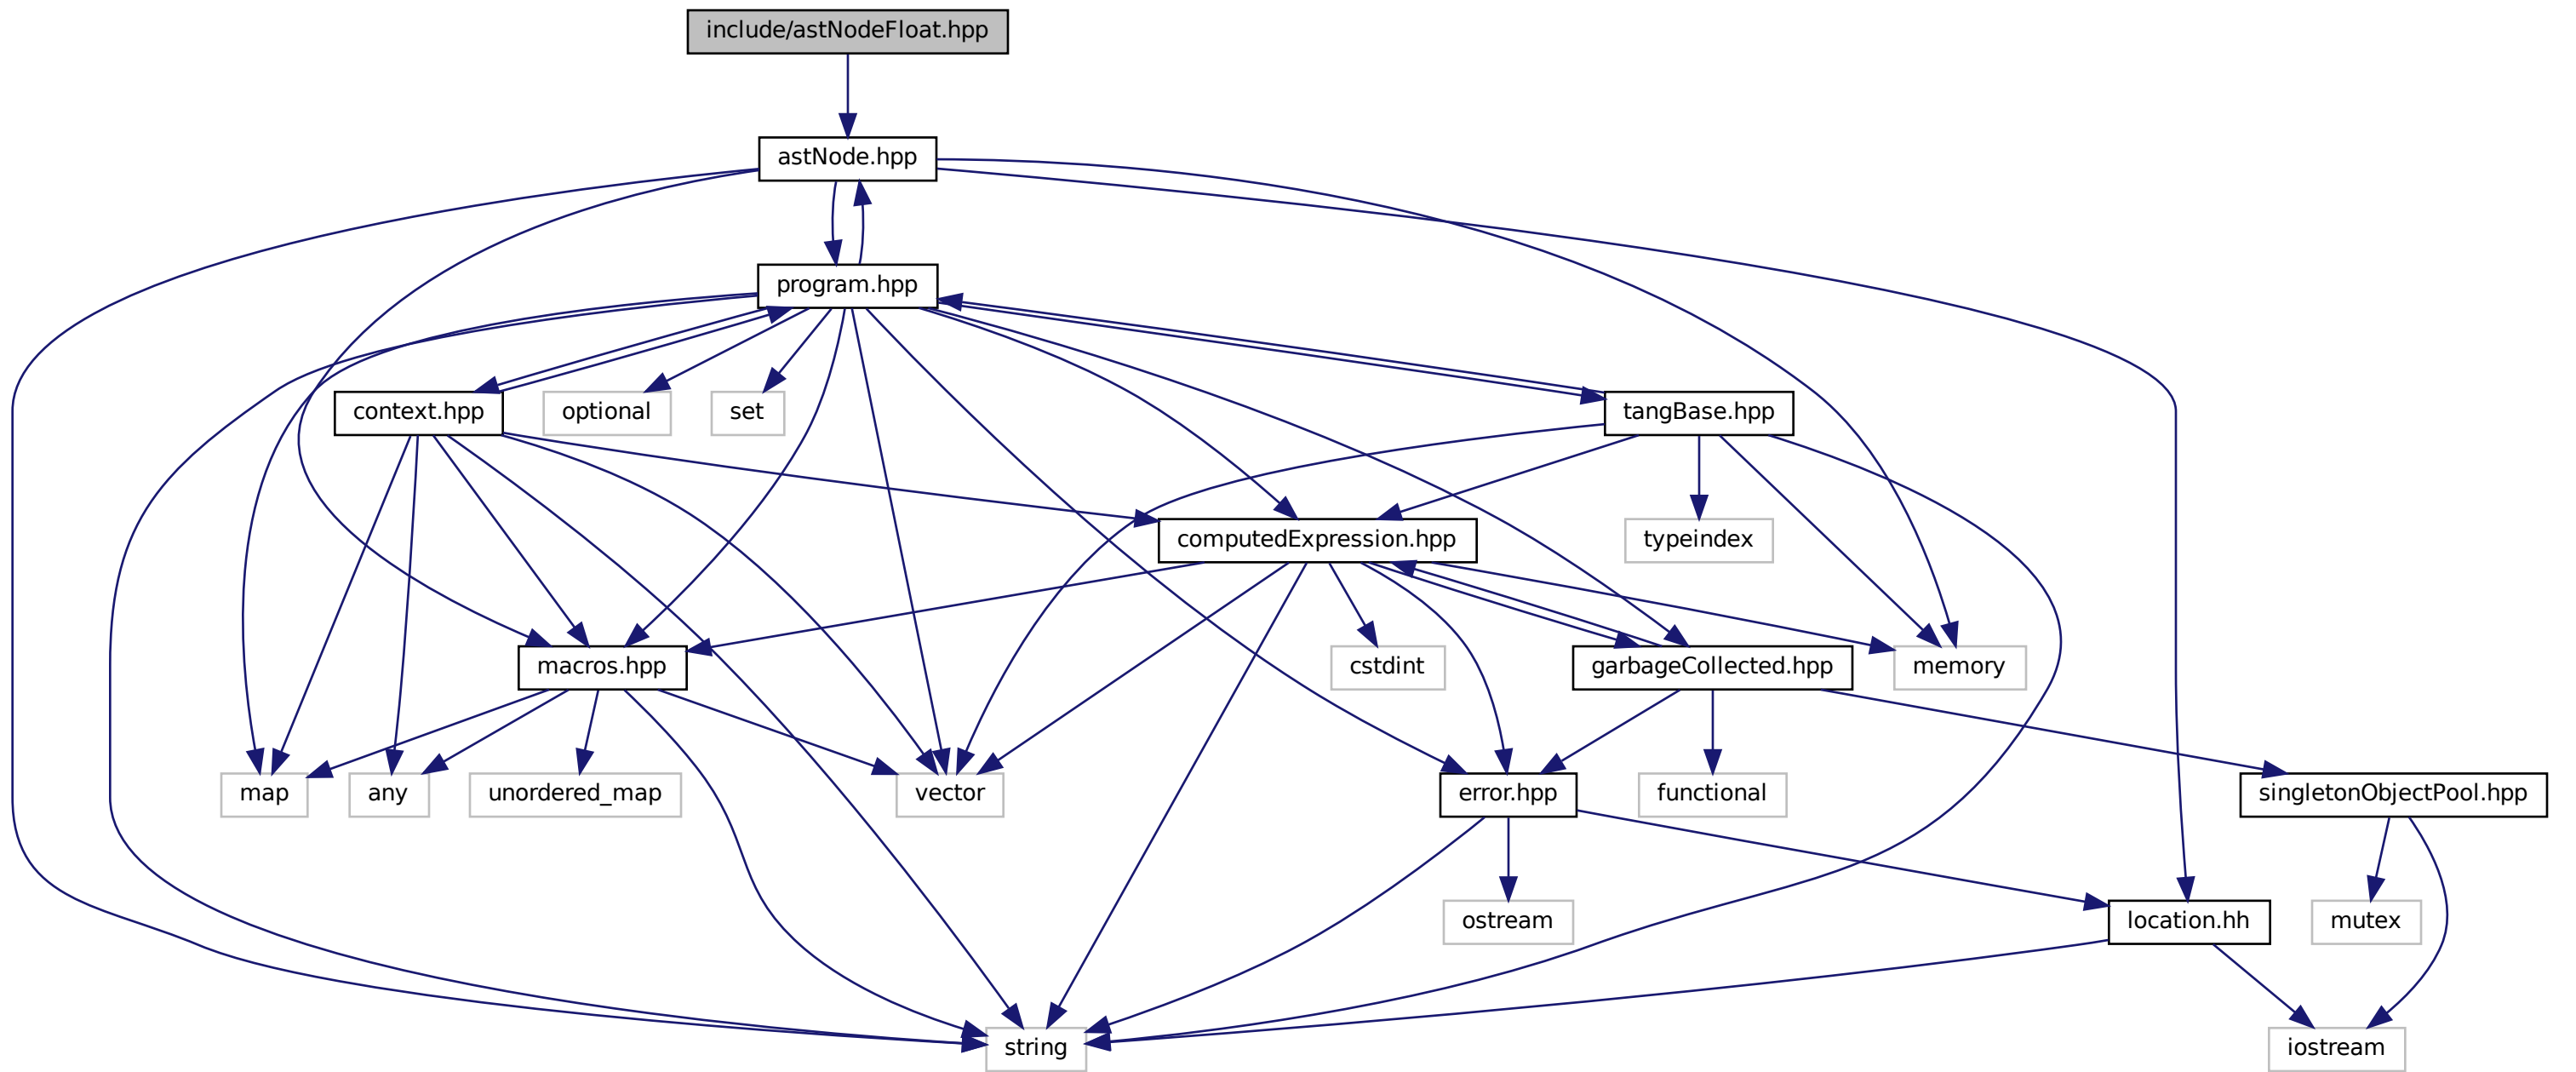 include/astNodeFloat.hpp
astNode.hpp
program.hpp
context.hpp
optional
set
tangBase.hpp
computedExpression.hpp
typeindex
macros.hpp
cstdint
garbageCollected.hpp
memory
map
any
unordered_map
vector
error.hpp
functional
singletonObjectPool.hpp
ostream
location.hh
mutex
string
iostream